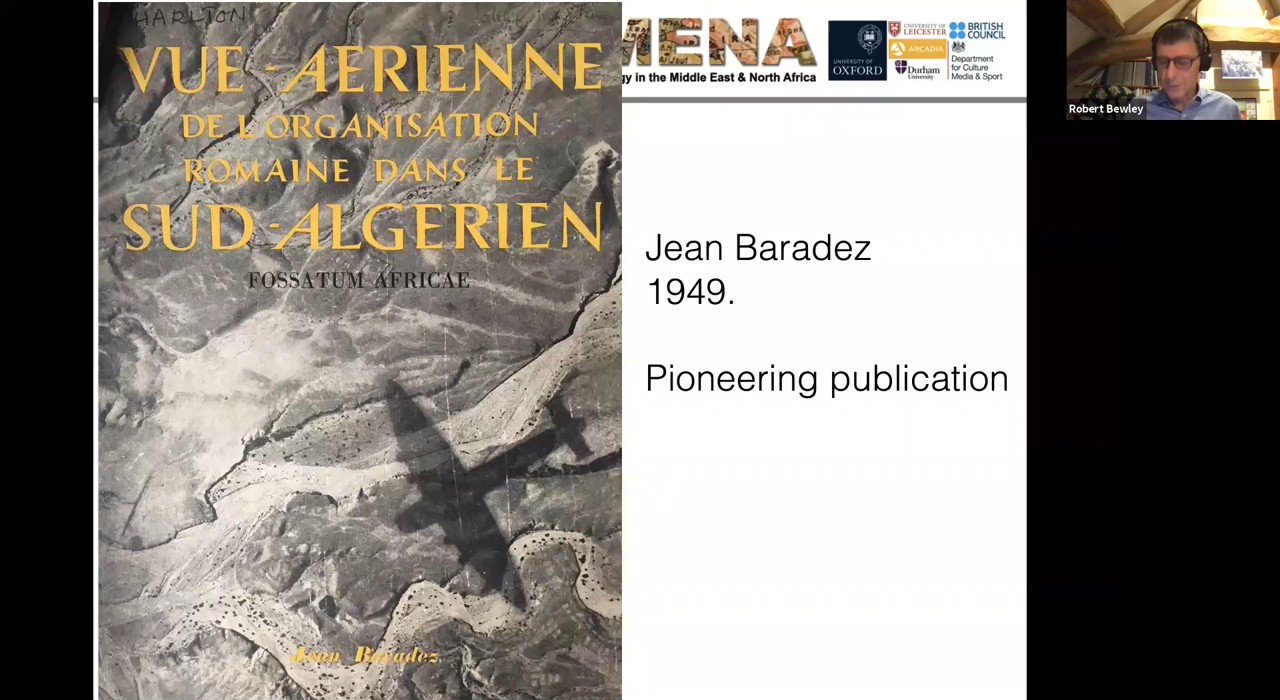 HARLTON
VUE-AERIENNE
DE L'ORGANISATION
ROMAINE DANS LE
SUD-ALGERIEN
FOSSATUM AFRICAE
Jean Baradez
MENA
gy in the Middle East & North Africa
UNIVERSITY OF
OXFORD
UNIVERSITY OF
LEICESTER
ARCADIA
Durham
University
BRITISH
COUNCIL
Department
for Culture
Media & Sport
Jean Baradez
1949.
Pioneering publication
Robert Bewley